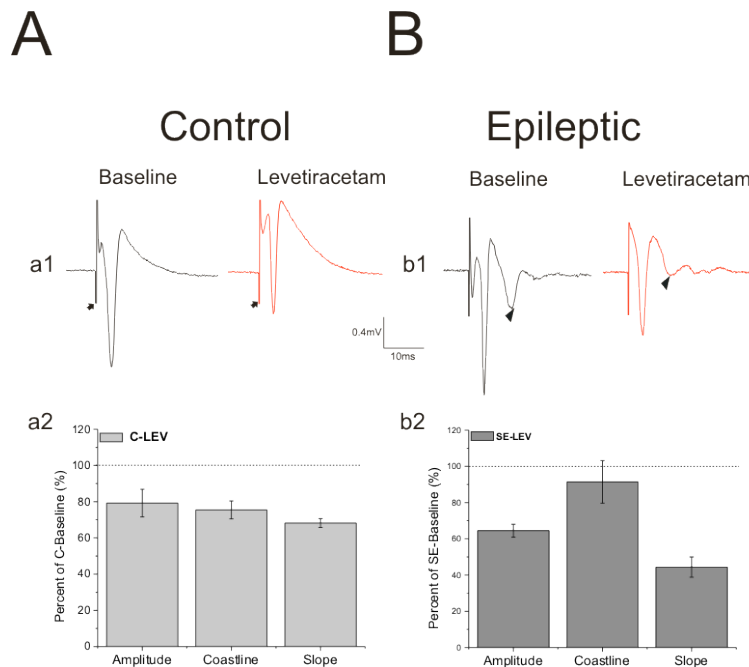 A
B
Control
Epileptic
Baseline
Levetiracetam
Baseline
Levetiracetam
a1
b1
0.4mV
10ms
a2
120
100
80
60
40
20
0
Percent of C-Baseline (%)
C-LEV
Amplitude
Coastline
Slope
b2
120
100
80
60
40
20
0
Percent of SE-Baseline (%)
SE-LEV
Amplitude
Coastline
Slope